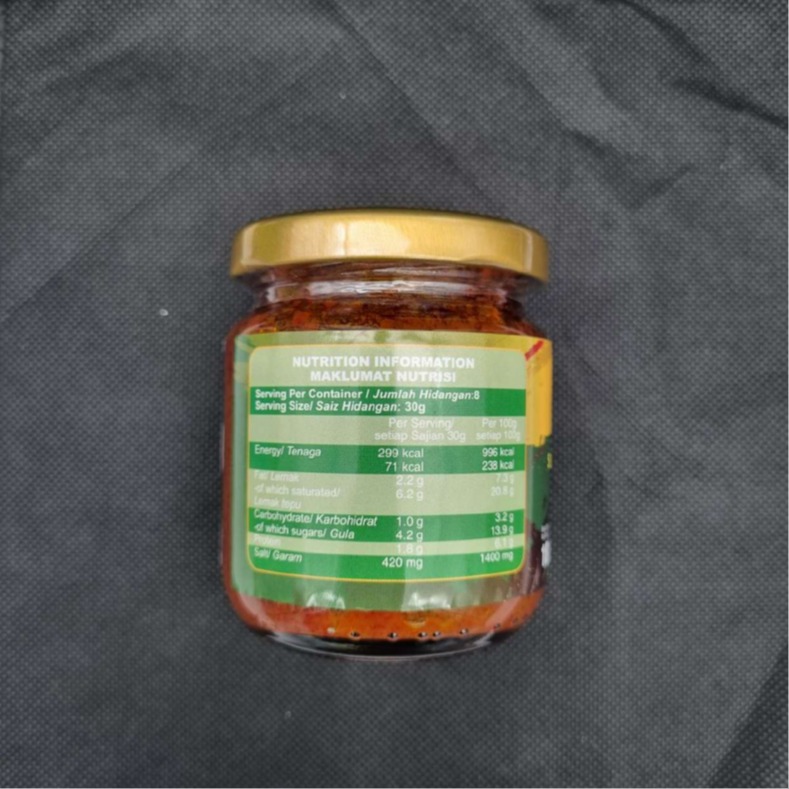 NUTRITION INFORMATION
MAKLUMAT NUTRISI
Serving Per Container / Jumlah Hidangan:8
Serving Size/ Saiz Hidangan: 30g
Per Serving/ Per 100g
setiap Sajian 30g setiap 100g
Energy/ Tenaga 299 kcal 996 kcal
71 kcal 238 kcal
Fat/ Lemak 2.2 g 7.3 g
-of which saturated/ 6.2 g 20.8 g
Lemak tepu
Carbohydrate/ Karbohidrat 1.0 g 3.2 g
-of which sugars/ Gula 4.2 g 13.9 g
Protein 1.8 g
Salt/ Garam 420 mg 1400 mg